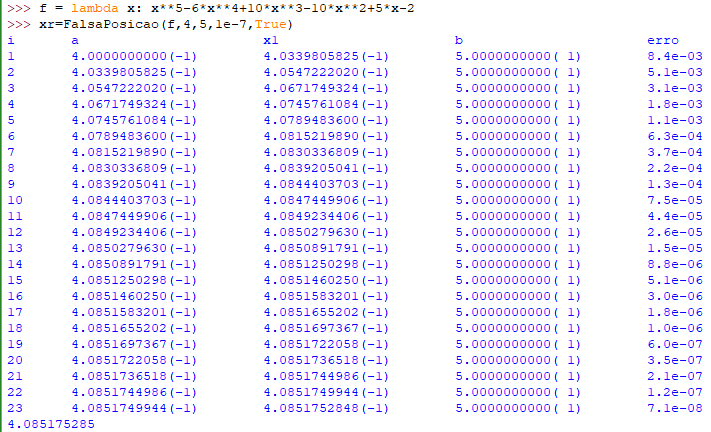 >>> f = lambda x: x**5-6*x**4+10*x**3-10*x**2+5*x-2
>>> xr=FalsaPosicao(f,4,5,1e-7,True)
i a x1 b erro
1 4.0000000000(-1) 4.0339805825(-1) 5.0000000000( 1) 8.4e-03
2 4.0339805825(-1) 4.0547222020(-1) 5.0000000000( 1) 5.1e-03
3 4.0547222020(-1) 4.0671749324(-1) 5.0000000000( 1) 3.1e-03
4 4.0671749324(-1) 4.0745761084(-1) 5.0000000000( 1) 1.8e-03
5 4.0745761084(-1) 4.0789483600(-1) 5.0000000000( 1) 1.1e-03
6 4.0789483600(-1) 4.0815219890(-1) 5.0000000000( 1) 6.3e-04
7 4.0815219890(-1) 4.0830336809(-1) 5.0000000000( 1) 3.7e-04
8 4.0830336809(-1) 4.0839205041(-1) 5.0000000000( 1) 2.2e-04
9 4.0839205041(-1) 4.0844403703(-1) 5.0000000000( 1) 1.3e-04
10 4.0844403703(-1) 4.0847449906(-1) 5.0000000000( 1) 7.5e-05
11 4.0847449906(-1) 4.0849234406(-1) 5.0000000000( 1) 4.4e-05
12 4.0849234406(-1) 4.0850279630(-1) 5.0000000000( 1) 2.6e-05
13 4.0850279630(-1) 4.0850891791(-1) 5.0000000000( 1) 1.5e-05
14 4.0850891791(-1) 4.0851250298(-1) 5.0000000000( 1) 8.8e-06
15 4.0851250298(-1) 4.0851460250(-1) 5.0000000000( 1) 5.1e-06
16 4.0851460250(-1) 4.0851583201(-1) 5.0000000000( 1) 3.0e-06
17 4.0851583201(-1) 4.0851655202(-1) 5.0000000000( 1) 1.8e-06
18 4.0851655202(-1) 4.0851697367(-1) 5.0000000000( 1) 1.0e-06
19 4.0851697367(-1) 4.0851722058(-1) 5.0000000000( 1) 6.0e-07
20 4.0851722058(-1) 4.0851736518(-1) 5.0000000000( 1) 3.5e-07
21 4.0851736518(-1) 4.0851744986(-1) 5.0000000000( 1) 2.1e-07
22 4.0851744986(-1) 4.0851749944(-1) 5.0000000000( 1) 1.2e-07
23 4.0851749944(-1) 4.0851752848(-1) 5.0000000000( 1) 7.1e-08
4.085175285